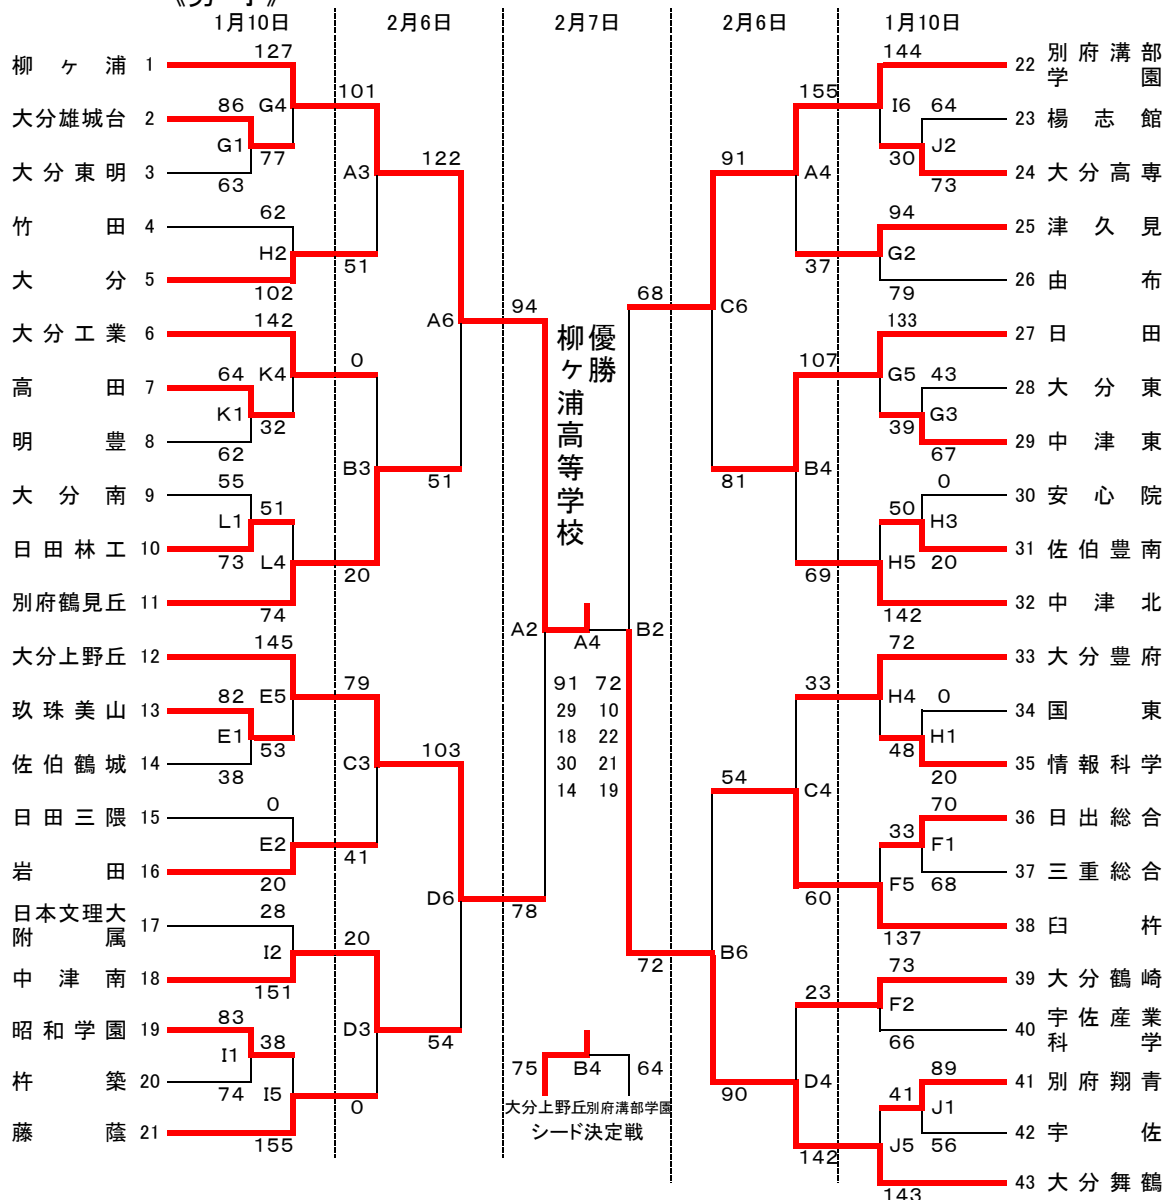 《男子》
1月10日 2月6日 2月7日 2月6日 1月10日
柳ヶ浦 1
大分雄城台 2
大分東明 3
竹田 4
大分 5
大分工業 6
高田 7
明豊 8
大分南 9
日田林工 10
別府鶴見丘 11
大分上野丘 12
玖珠美山 13
佐伯鶴城 14
日田三隈 15
岩田 16
日本文理大
附属 17
中津南 18
昭和学園 19
杵築 20
藤蔭 21
127
86 G4
G1 77
63
62
H2
102
142
64 K4
K1 32
62
55
L1 51
73 L4
74
145
82 E5
E1 53
38
0
E2
20
28
I2
151
83
I1 38
74 I5
155
101
A3
51
0
B3
20
79
C3
41
20
D3
0
122
A6
51
103
D6
54
94
A2
78
優勝
柳ヶ浦高等学校
A4
91 72
29 10
18 22
30 21
14 19
75 B4 64
大分上野丘 別府溝部学園
シード決定戦
68
B2
72
91
C6
81
54
B6
90
155
A4
37
107
B4
69
33
C4
60
23
D4
142
144
I6 64
30 J2
73
94
G2
79
133
G5 43
39 G3
67
0
50 H3
H5 20
142
72
H4 0
48 H1
20
70
33 F1
F5 68
137
73
F2
66
89
41 J1
J5 56
143
22 別府溝部
学園
23 楊志館
24 大分高専
25 津久見
26 由布
27 日田
28 大分東
29 中津東
30 安心院
31 佐伯豊南
32 中津北
33 大分豊府
34 国東
35 情報科学
36 日出総合
37 三重総合
38 臼杵
39 大分鶴崎
40 宇佐産業
科学
41 別府翔青
42 宇佐
43 大分舞鶴